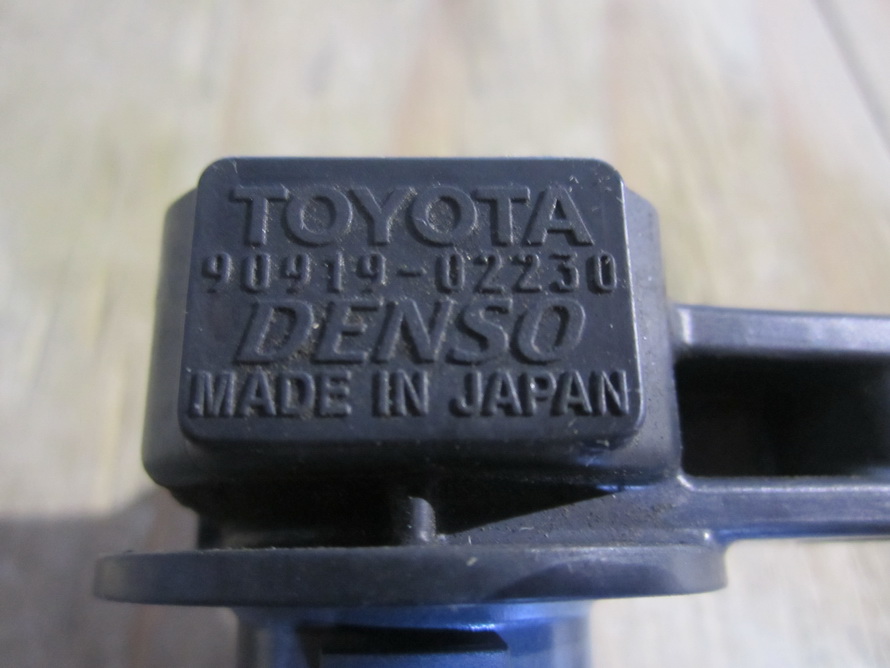 TOYOTA
90919-02230
DENSO
MADE IN JAPAN